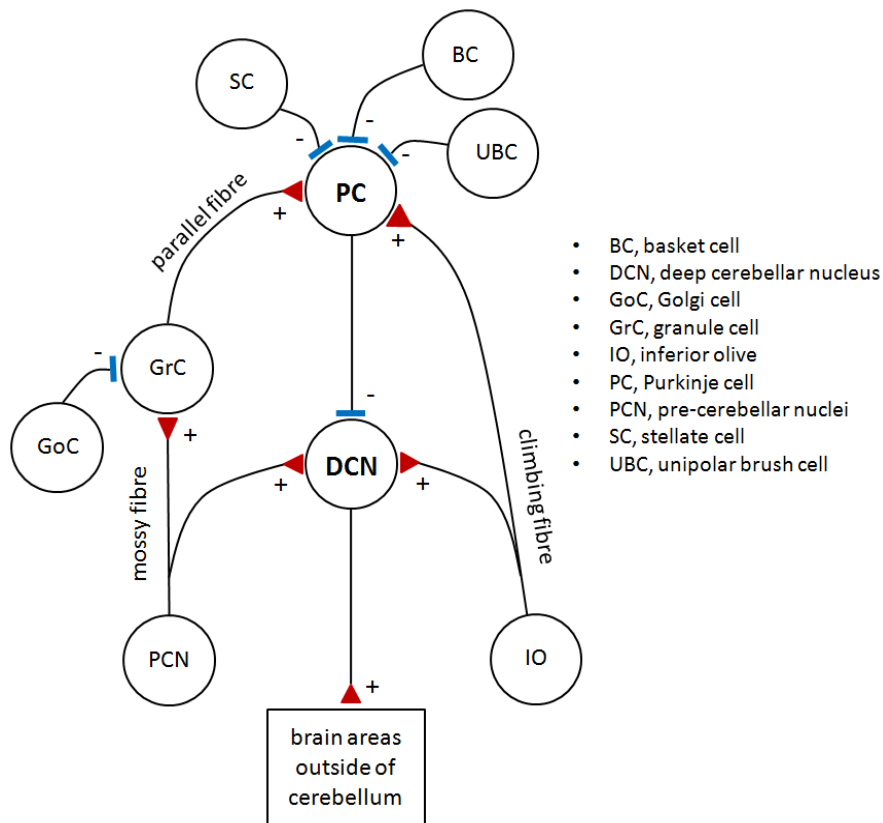 BC
SC
-
-
-
UBC
PC
+
+
parallel fibre
-
GrC
GoC
+
-
DCN
+
+
mossy fibre
climbing fibre
PCN
IO
+
brain areas
outside of
cerebellum
• BC, basket cell
• DCN, deep cerebellar nucleus
• GoC, Golgi cell
• GrC, granule cell
• IO, inferior olive
• PC, Purkinje cell
• PCN, pre-cerebellar nuclei
• SC, stellate cell
• UBC, unipolar brush cell